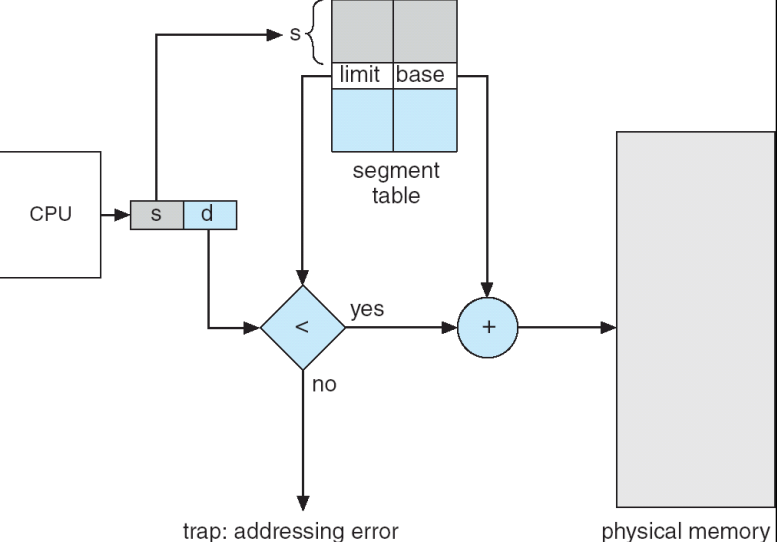 s
limit base
segment
table
CPU
s d
<
yes
+
no
trap: addressing error
physical memory